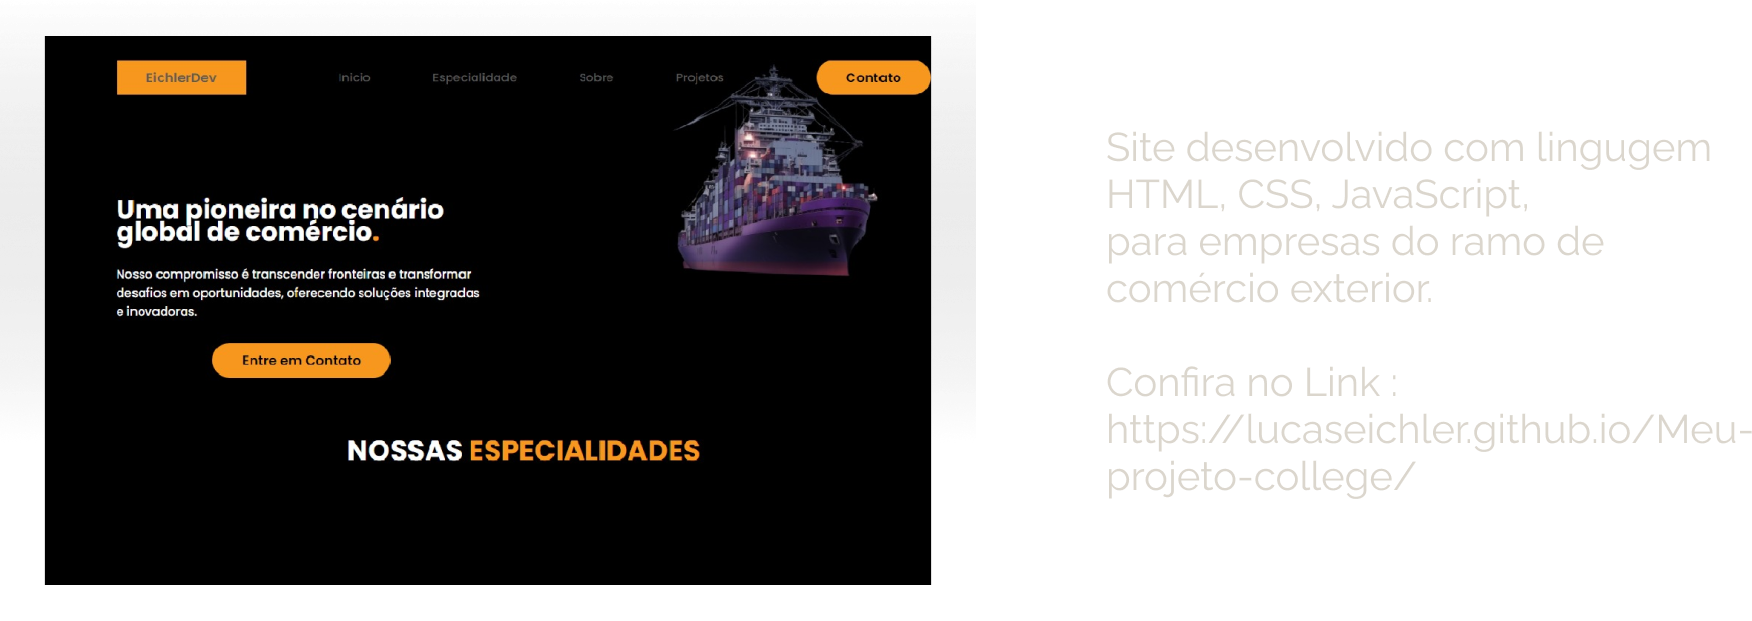 EichlerDev
Inicio
Especialidade
Sobre
Projetos
Contato
Uma pioneira no cenário
global de comércio.
Nosso compromisso é transcender fronteiras e transformar
desafios em oportunidades, oferecendo soluções integradas
e inovadoras.
Entre em Contato
NOSSAS ESPECIALIDADES
Site desenvolvido com lingugem
HTML, CSS, JavaScript,
para empresas do ramo de
comércio exterior.
Confira no Link :
https://lucaseichler.github.io/Meu-
projeto-college/